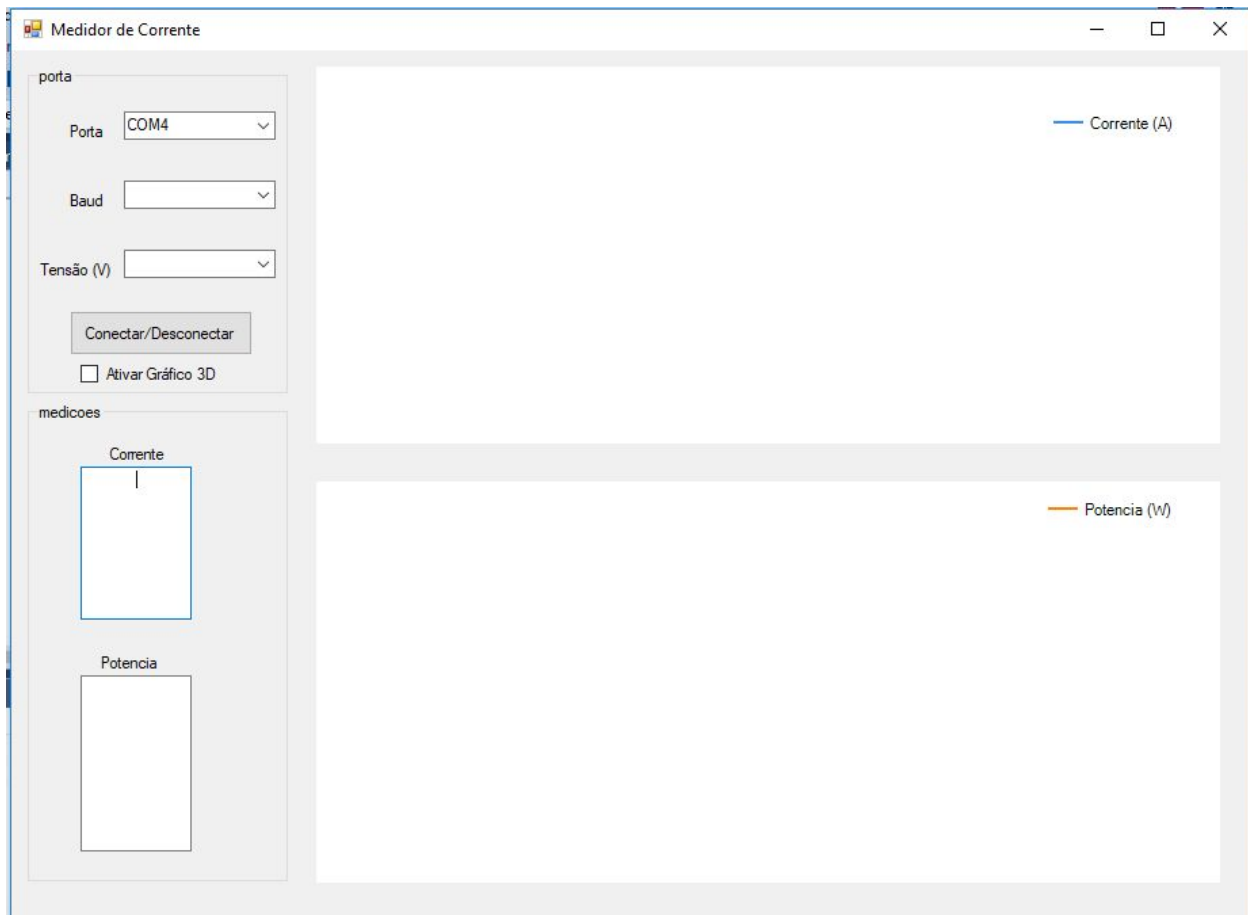 Medidor de Corrente
porta
Porta
COM4
Baud
Tensão (V)
Conectar/Desconectar
Ativar Gráfico 3D
medicoes
Corrente
Potencia
Corrente (A)
Potencia (W)